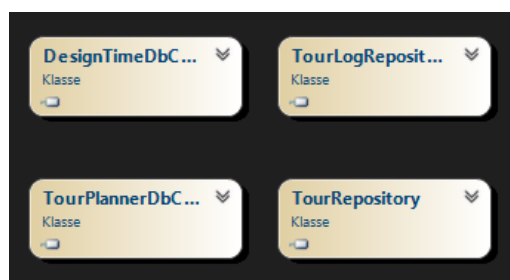 DesignTimeDbC...
Klasse
TourLogReposit...
Klasse
TourPlannerDbC...
Klasse
TourRepository
Klasse